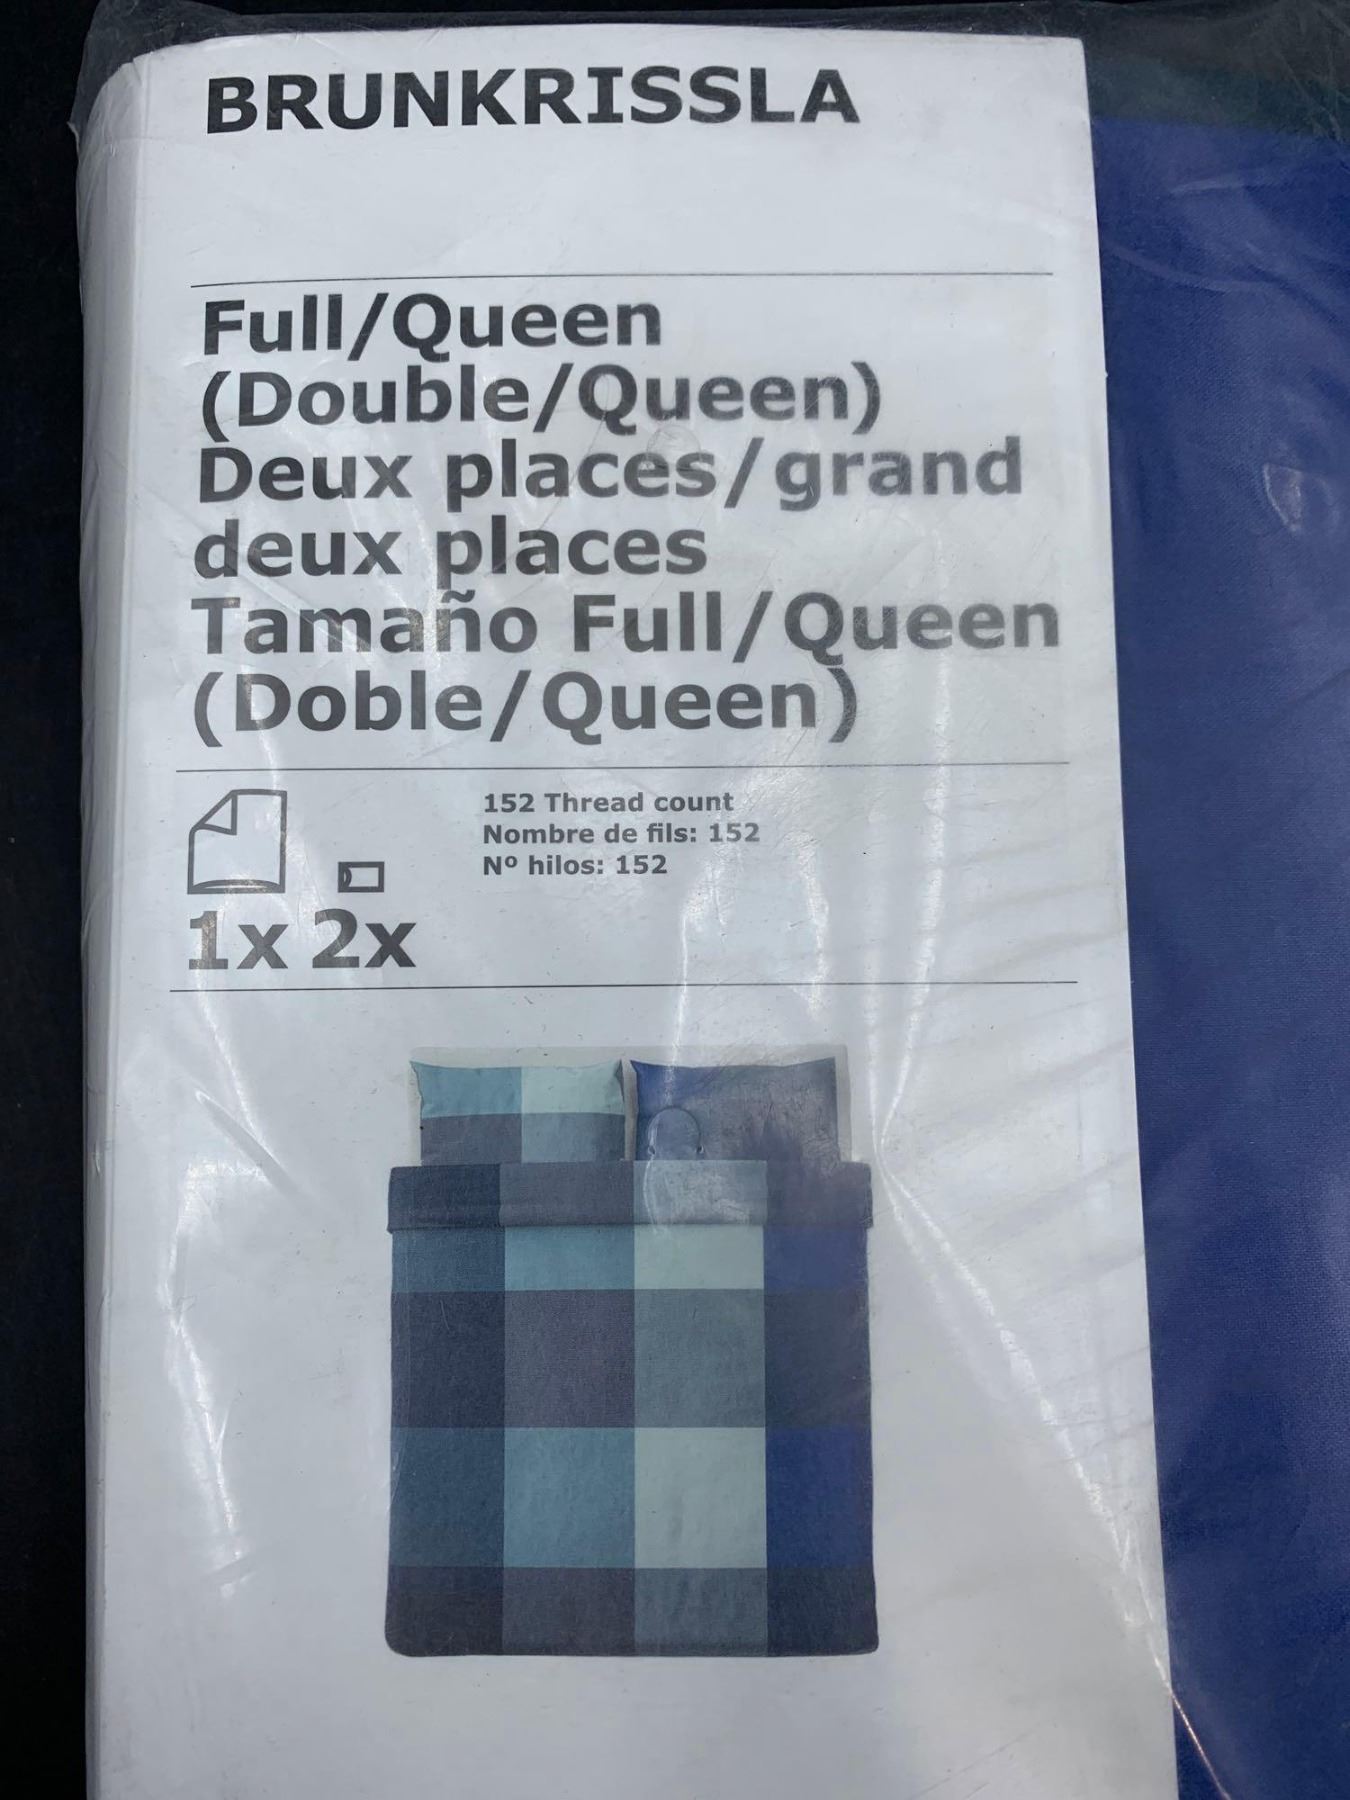 BRUNKRISSLA
Full/Queen
(Double/Queen)
Deux places/grand
deux places
Tamaño Full/Queen
(Doble/Queen)
152 Thread count
Nombre de fils: 152
Nº hilos: 152
1x 2x